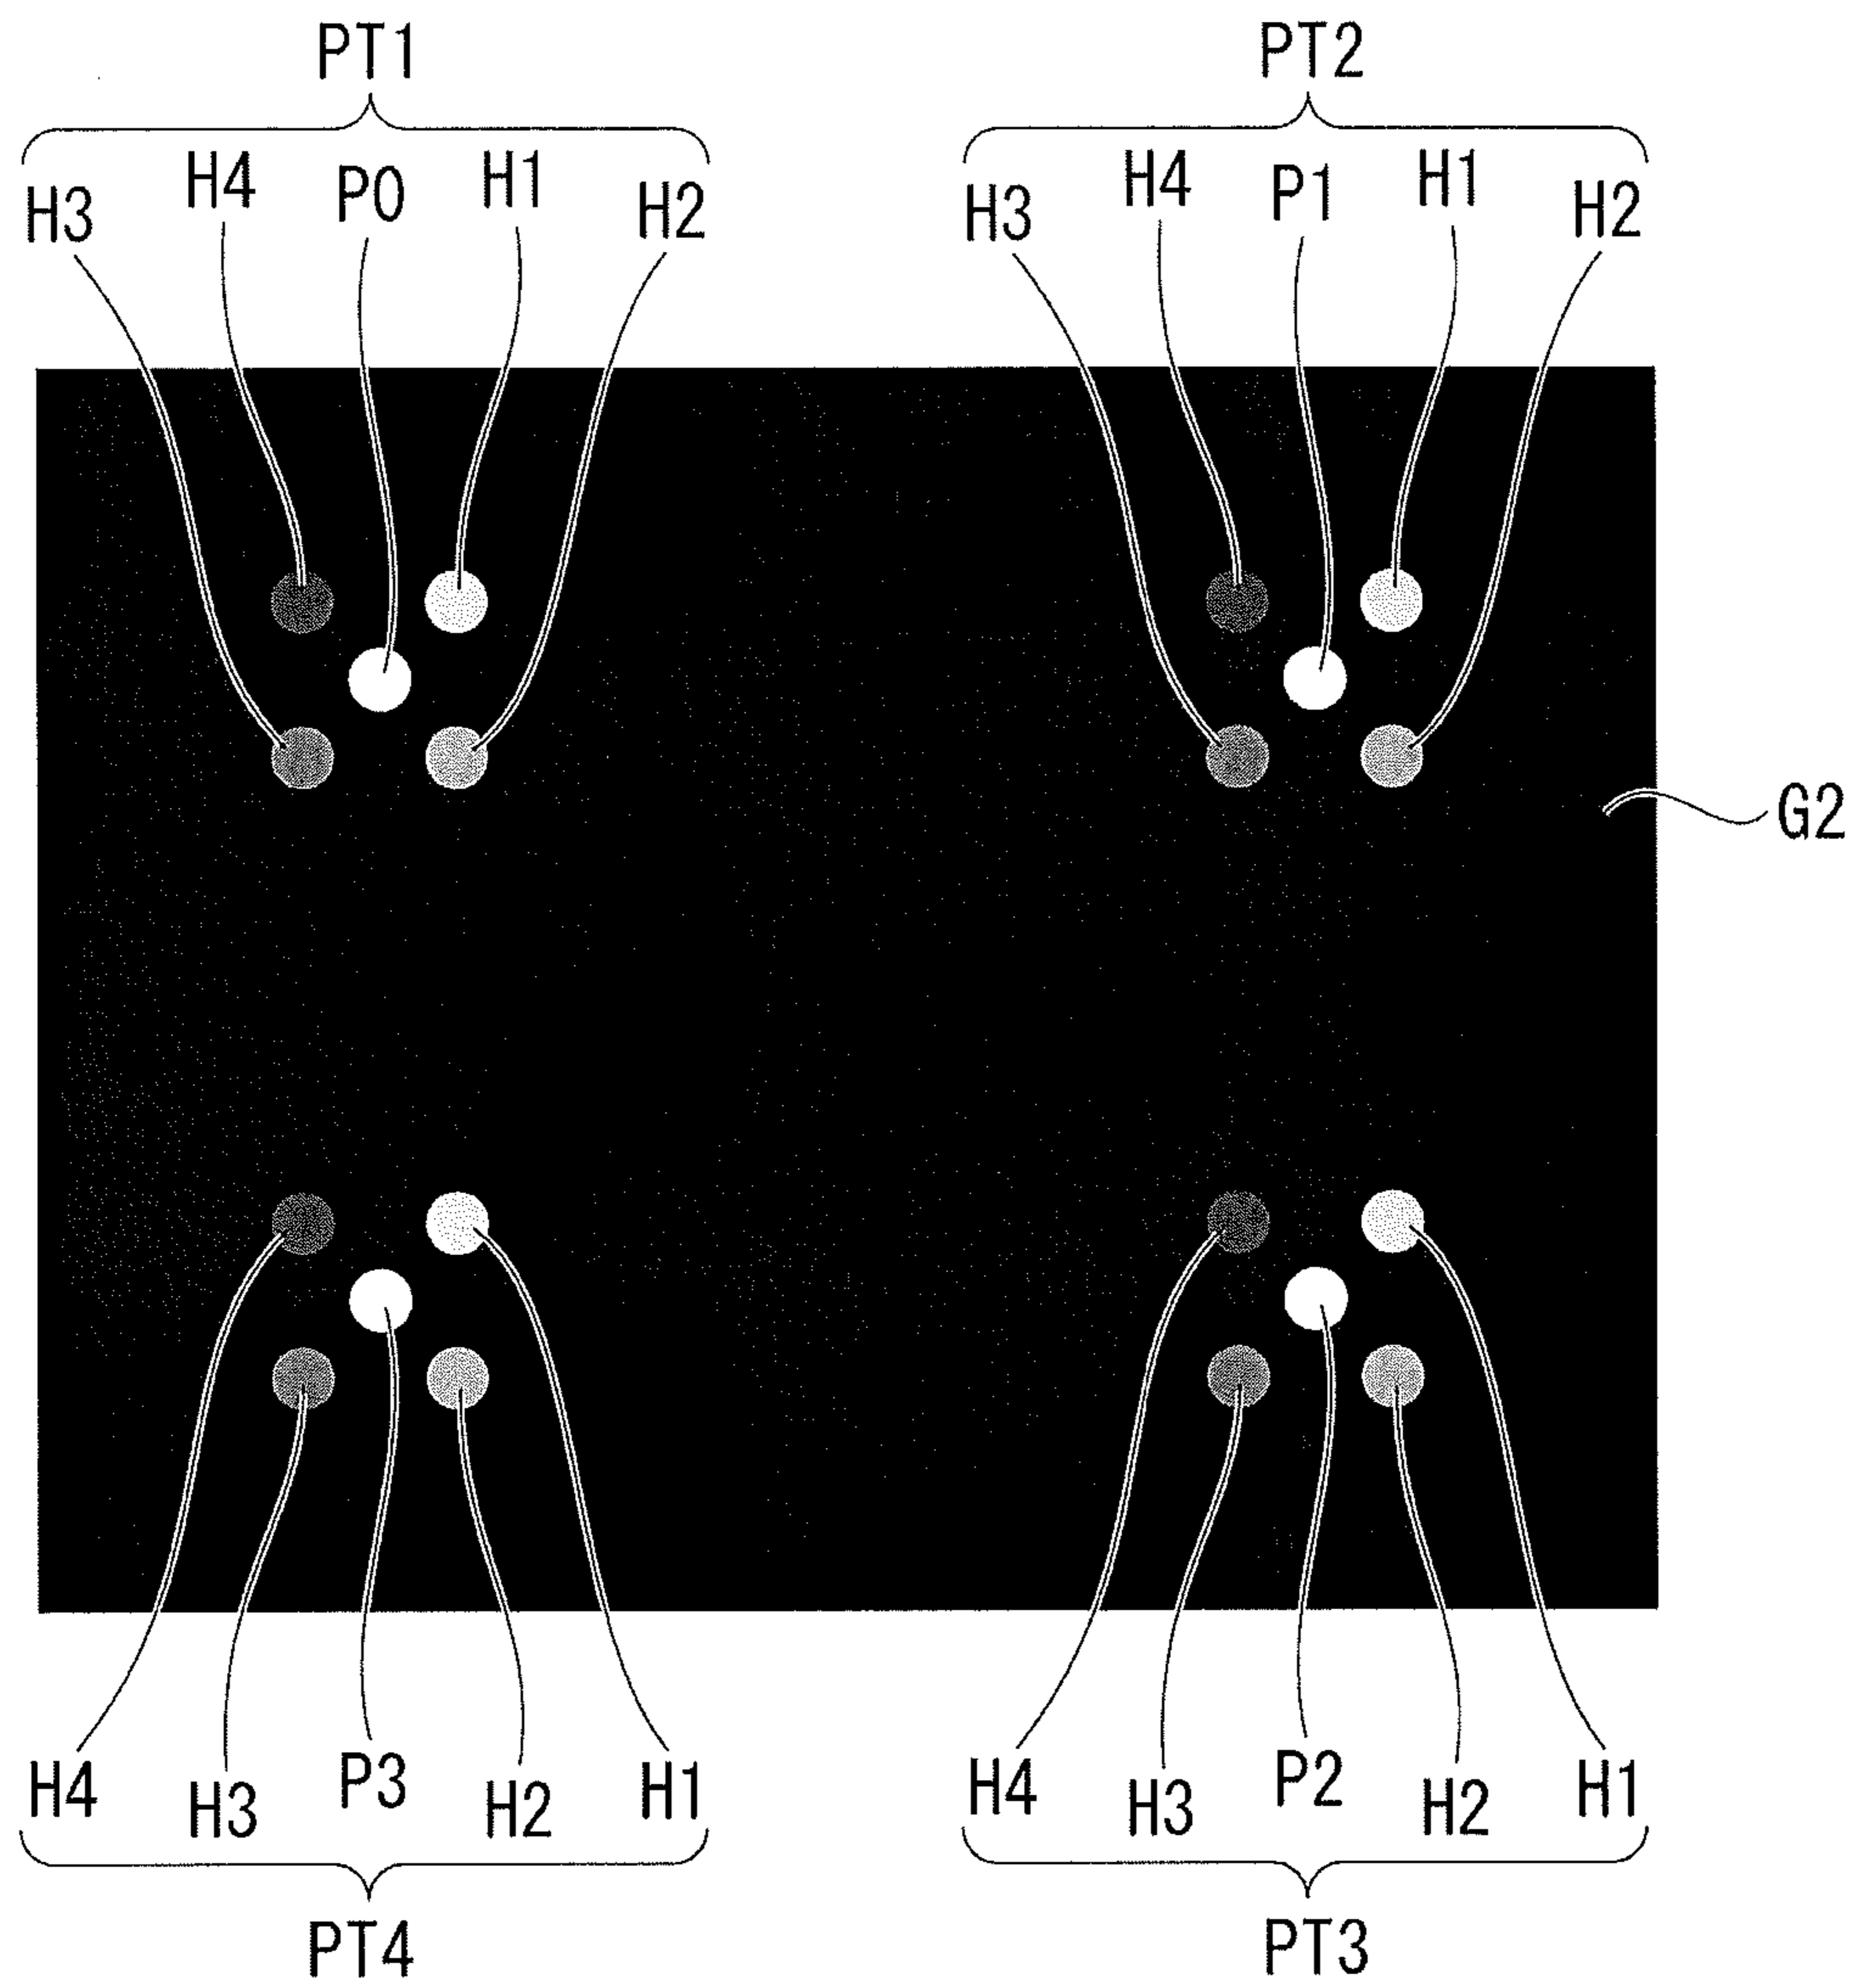 PT1 PT2
H3 H4 P0 H1 H2 H3 H4 P1 H1 H2
G2
H4 H3 P3 H2 H1 H4 H3 P2 H2 H1
PT4 PT3